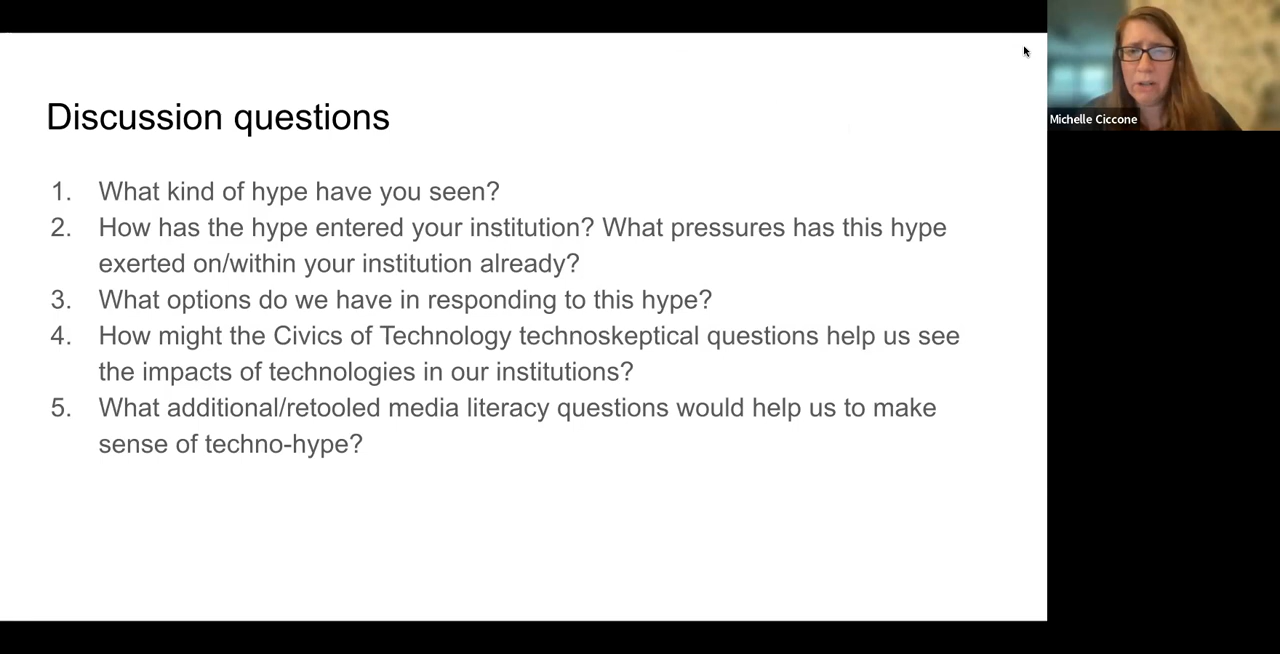 Discussion questions
1. What kind of hype have you seen?
2. How has the hype entered your institution? What pressures has this hype
exerted on/within your institution already?
3. What options do we have in responding to this hype?
4. How might the Civics of Technology technoskeptical questions help us see
the impacts of technologies in our institutions?
5. What additional/retooled media literacy questions would help us to make
sense of techno-hype?
Michelle Ciccone